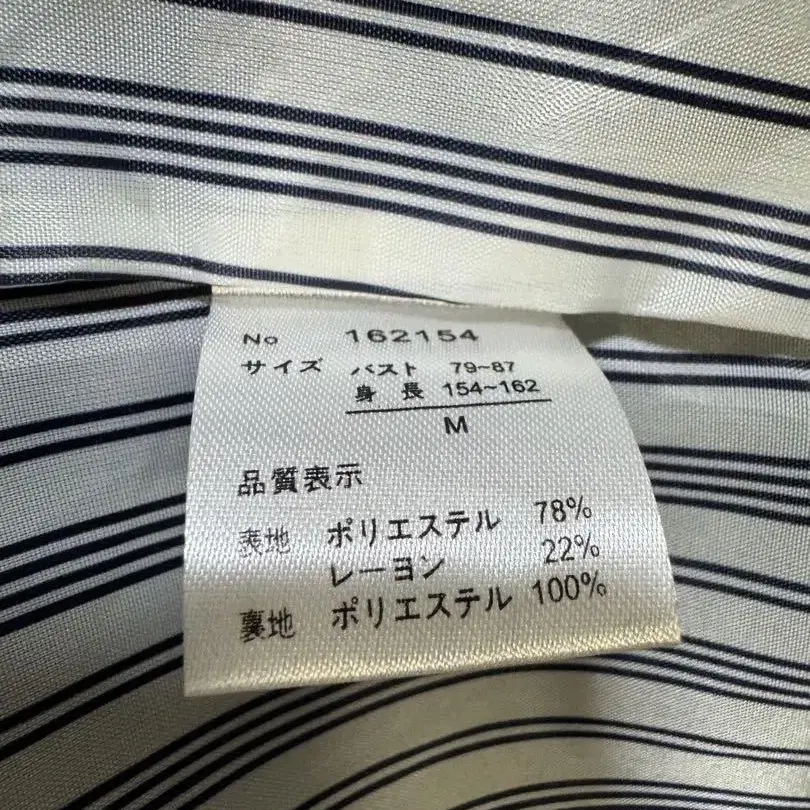 No 162154
サイズ バスト 79~87
身長 154~162
M
品質表示
表地 ポリエステル 78%
レーヨン 22%
裏地 ポリエステル 100%